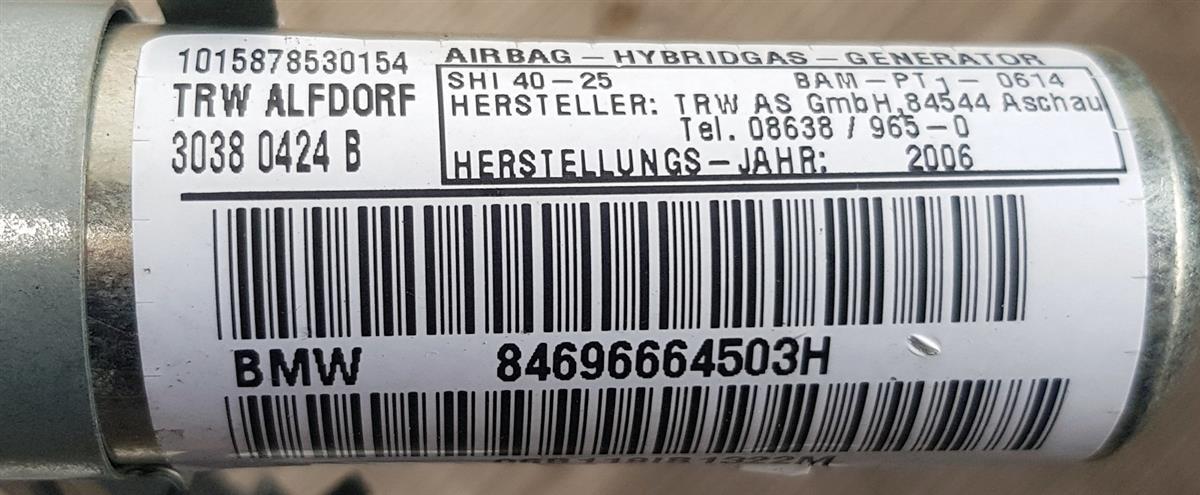 1015878530154
TRW ALFDORF
3038 0424 B
AIRBAG – HYBRIDGAS – GENERATOR
SHI 40–25 BAM–PT1–0614
HERSTELLER: TRW AS GmbH, 84544 Aschau
Tel. 08638 / 965–0
HERSTELLUNGS–JAHR: 2006
BMW 84696664503H